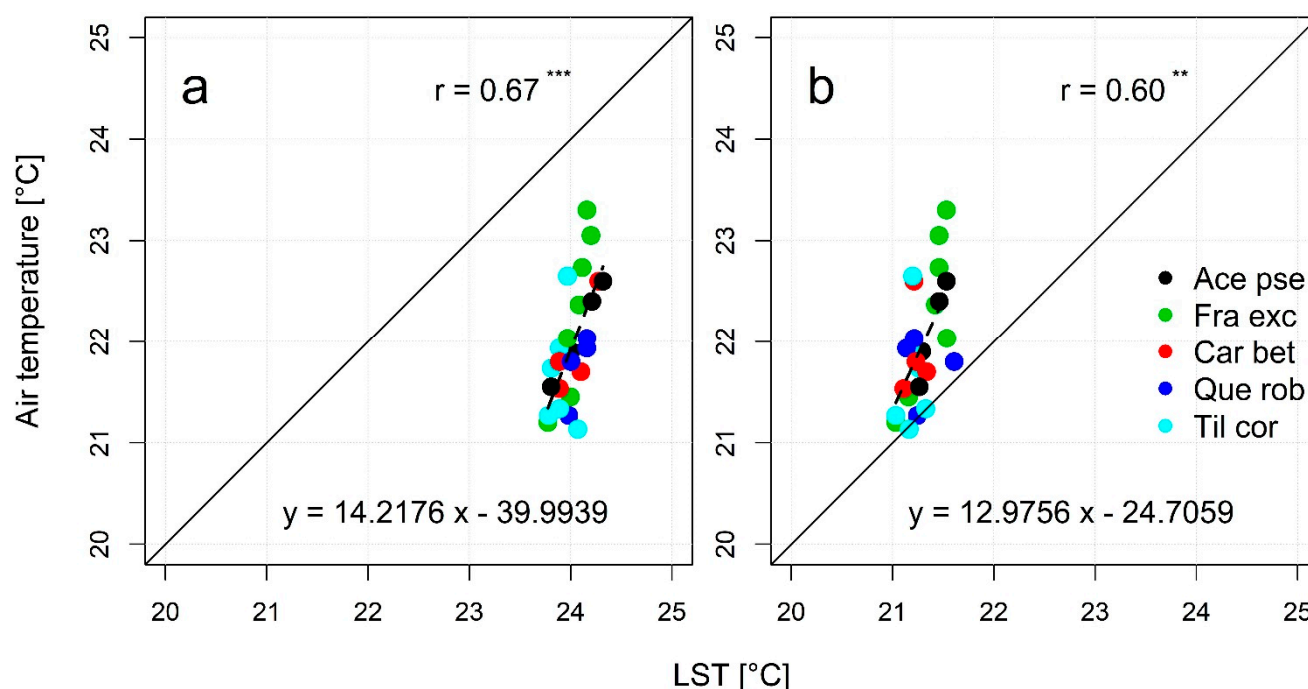 a
r = 0.67 ***
y = 14.2176 x - 39.9939
20 21 22 23 24 25
20 21 22 23 24 25
Air temperature [°C]
b
r = 0.60 **
Ace pse
Fra exc
Car bet
Que rob
Til cor
y = 12.9756 x - 24.7059
20 21 22 23 24 25
20 21 22 23 24 25
LST [°C]